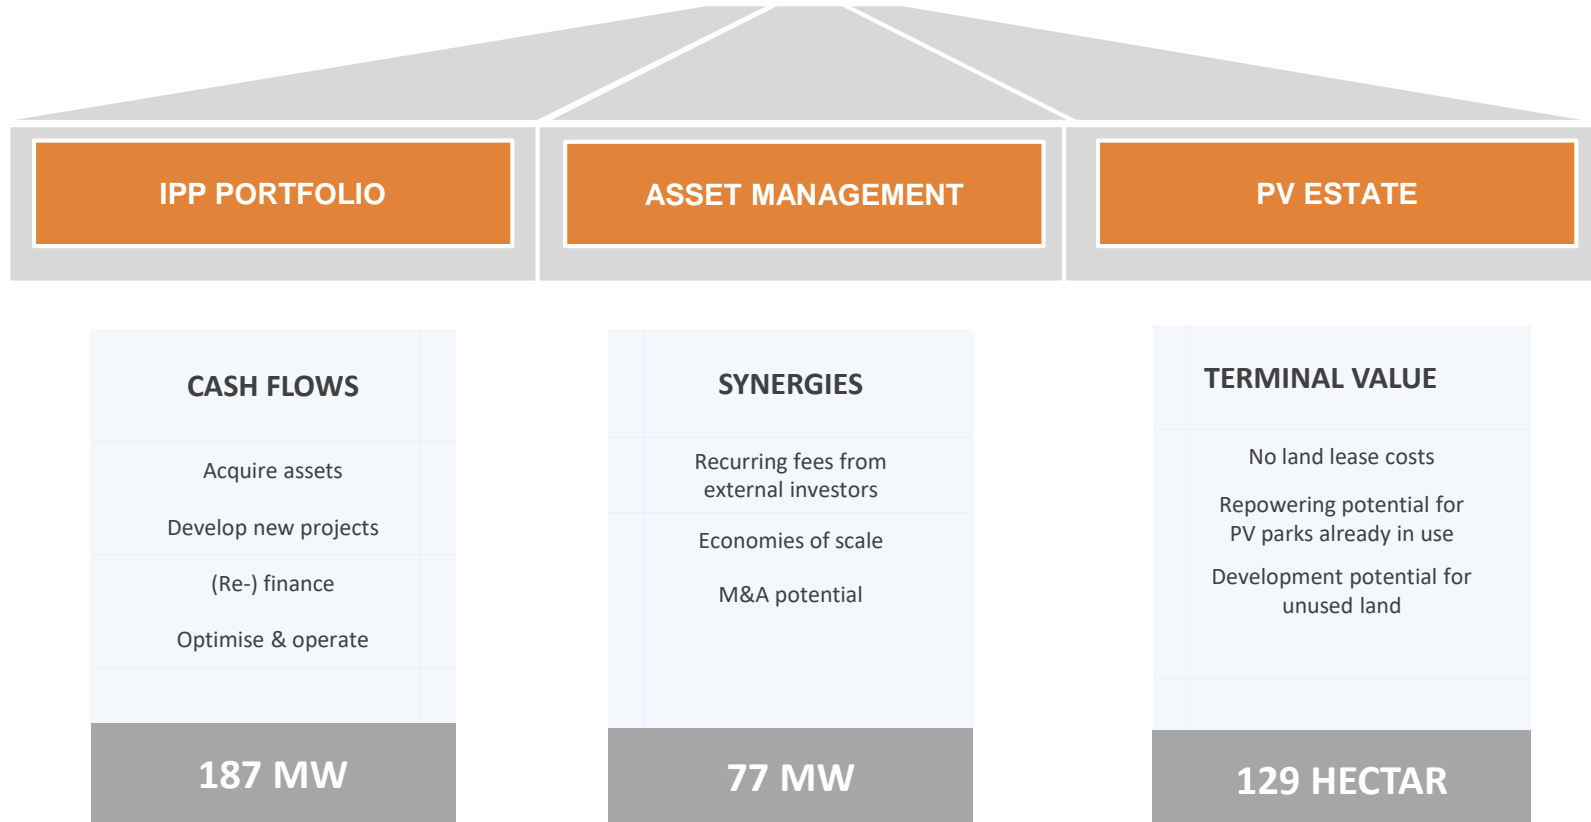 IPP PORTFOLIO
ASSET MANAGEMENT
PV ESTATE
CASH FLOWS
Acquire assets
Develop new projects
(Re-) finance
Optimise & operate
187 MW
SYNERGIES
Recurring fees from
external investors
Economies of scale
M&A potential
77 MW
TERMINAL VALUE
No land lease costs
Repowering potential for
PV parks already in use
Development potential for
unused land
129 HECTAR